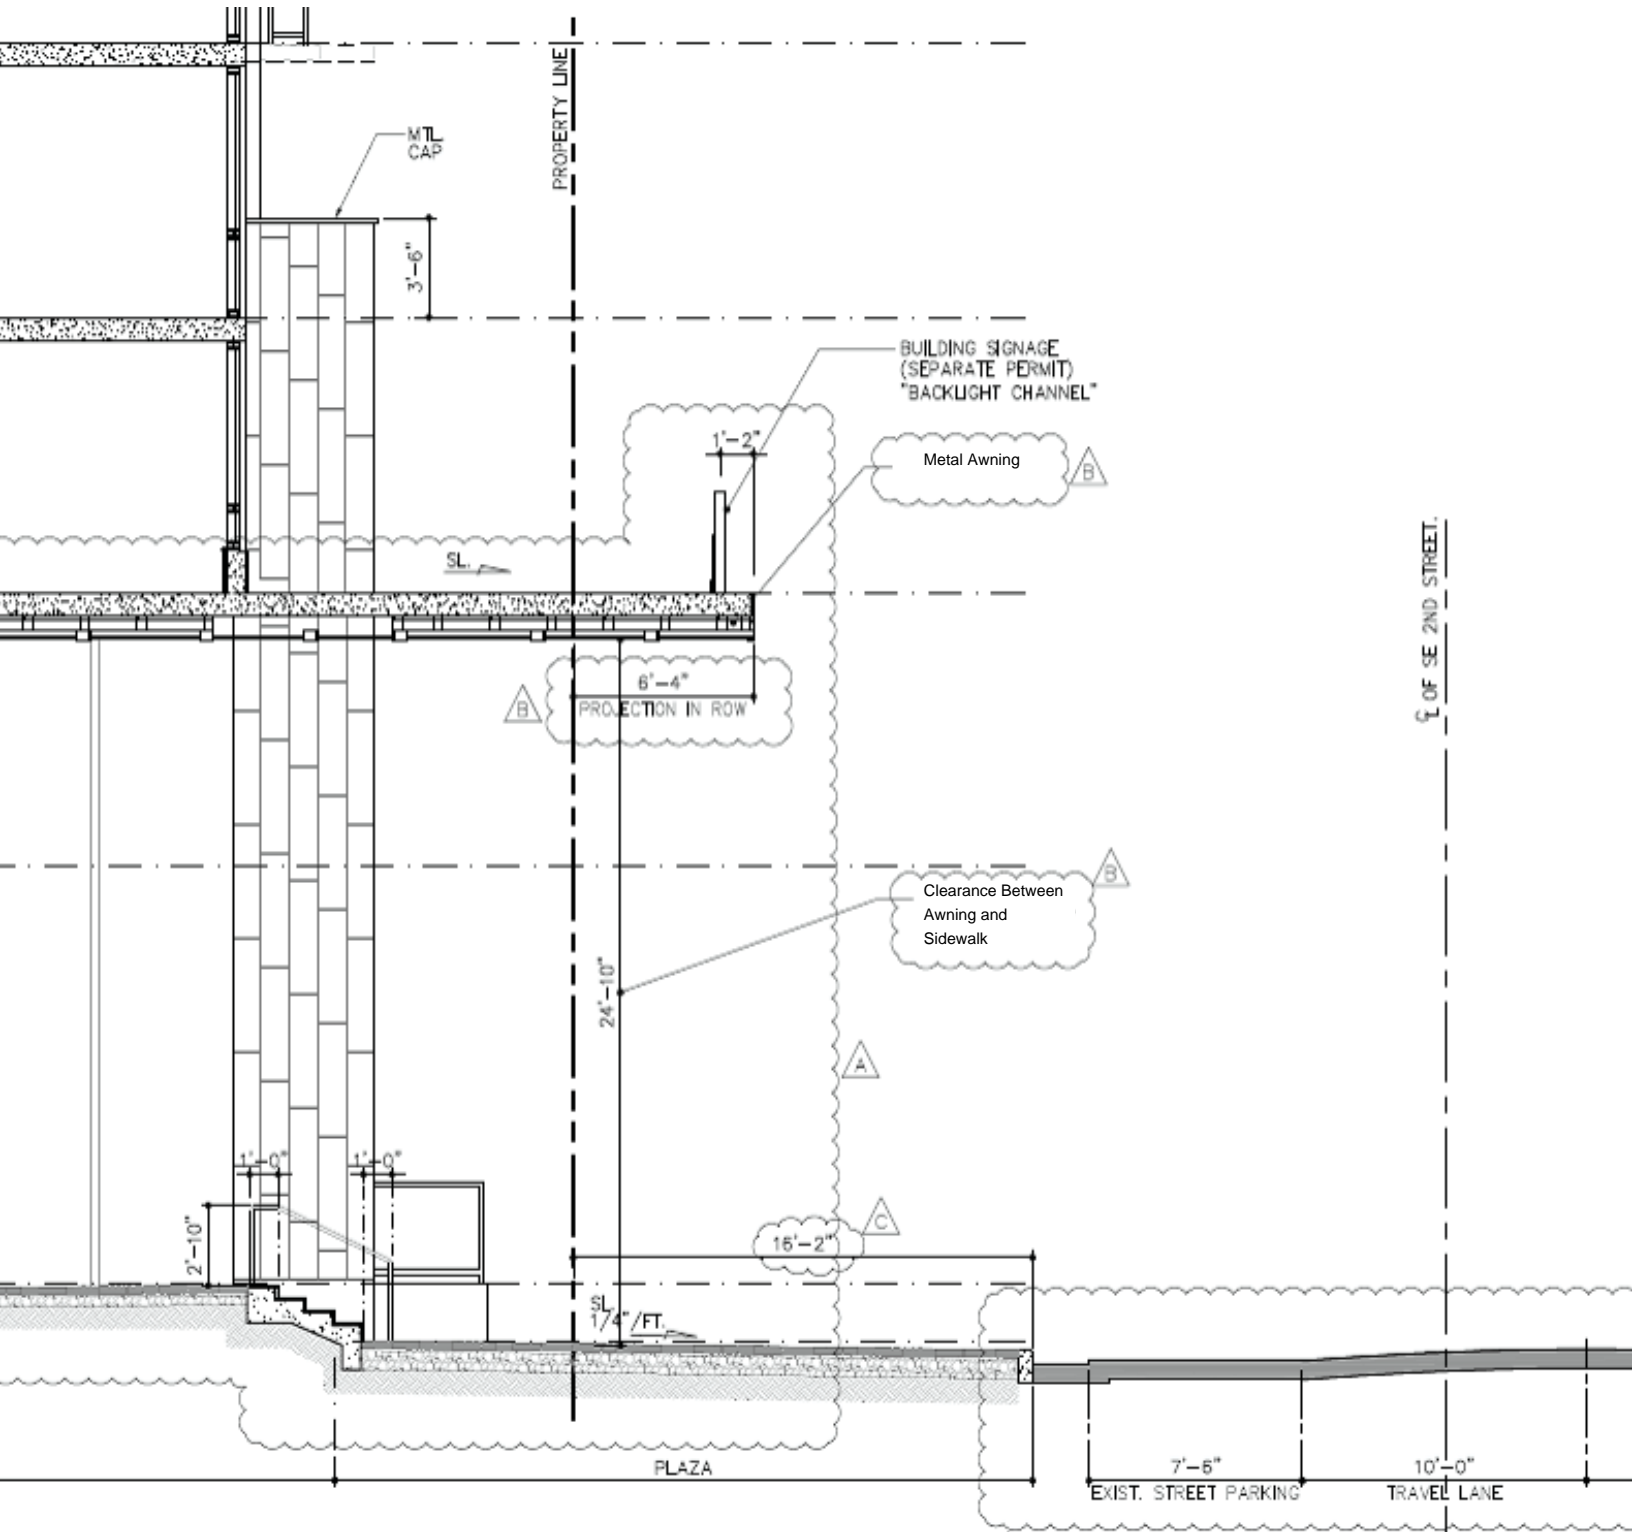 PROPERTY LINE
MTL
CAP
3'-6"
BUILDING SIGNAGE
(SEPARATE PERMIT)
"BACKLIGHT CHANNEL"
1'-2"
Metal Awning
B
SL.
℄ OF SE 2ND STREET.
6'-4"
PROJECTION IN ROW
B
B
Clearance Between
Awning and
Sidewalk
24'-10"
A
1'-0"
1'-0"
2'-10"
C
16'-2"
SL
1/4"/FT.
PLAZA
7'-6"
EXIST. STREET PARKING
10'-0"
TRAVEL LANE